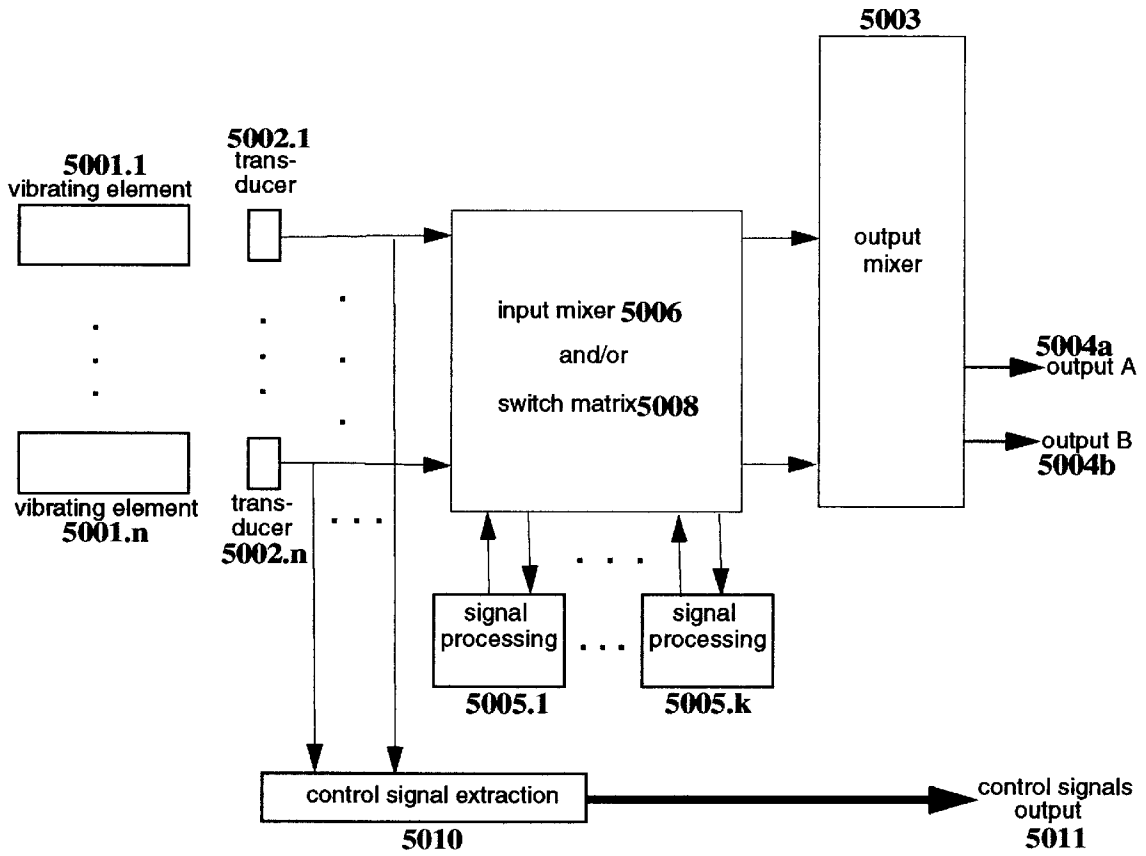 5003
5002.1
trans-
ducer
5001.1
vibrating element
output
mixer
input mixer 5006
and/or
switch matrix5008
5004a
output A
output B
5004b
vibrating element
5001.n
trans-
ducer
5002.n
signal
processing
5005.1
signal
processing
5005.k
control signal extraction
5010
control signals
output
5011